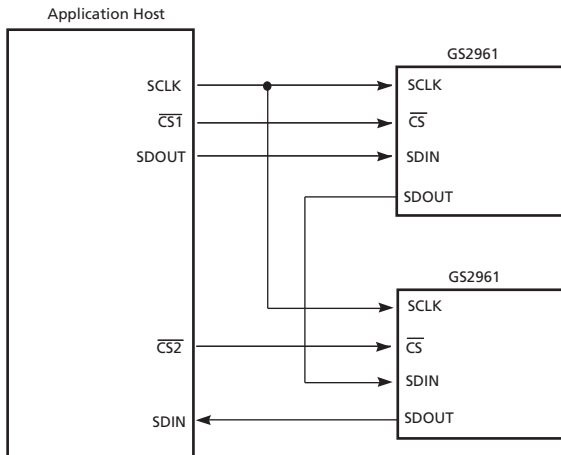 Application Host
SCLK
CS1
SDOUT
CS2
SDIN
GS2961
SCLK
CS
SDIN
SDOUT
GS2961
SCLK
CS
SDIN
SDOUT